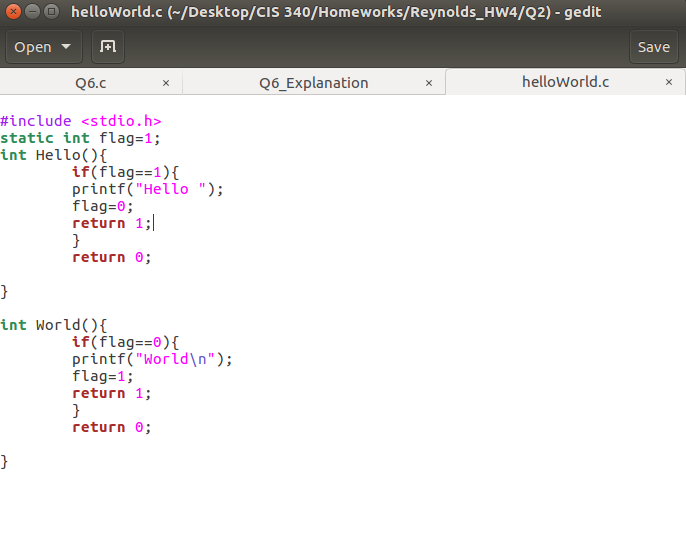 helloWorld.c (~/Desktop/CIS 340/Homeworks/Reynolds_HW4/Q2) - gedit
Open Save
Q6.c × Q6_Explanation × helloWorld.c ×
#include <stdio.h>
static int flag=1;
int Hello(){
        if(flag==1){
        printf("Hello ");
        flag=0;
        return 1;
        }
        return 0;

}

int World(){
        if(flag==0){
        printf("World\n");
        flag=1;
        return 1;
        }
        return 0;

}